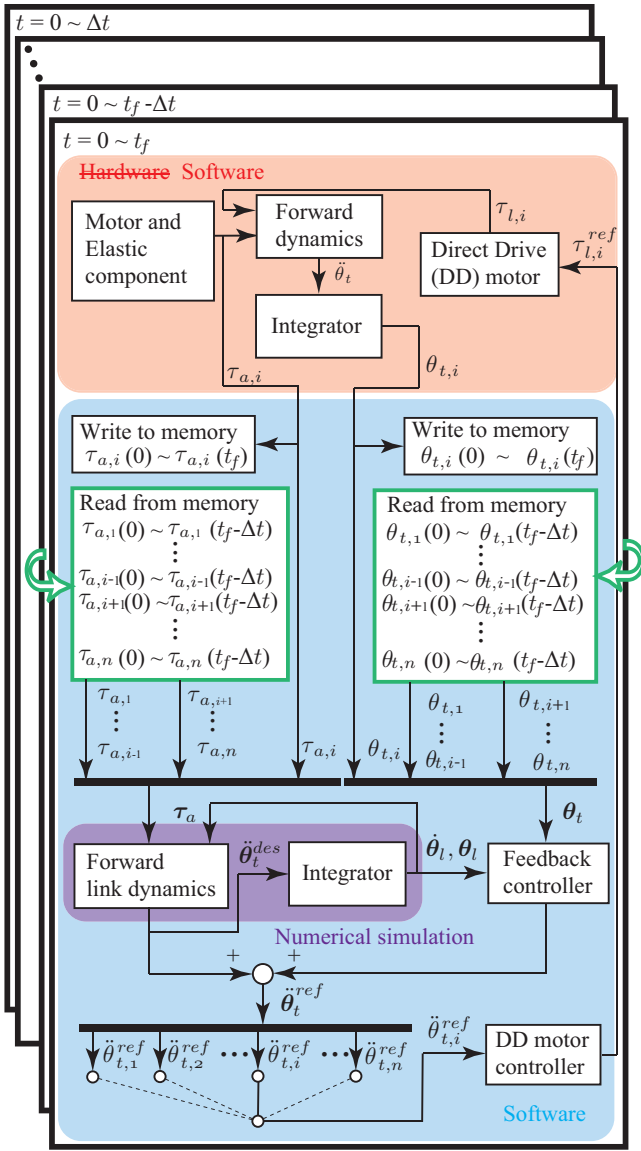 t = 0 ~ Δt
t = 0 ~ t_f -Δt
t = 0 ~ t_f
Hardware Software
Motor and
Elastic
component
Forward
dynamics
τ_{l,i}
Direct Drive
(DD) motor
τ_{l,i}^{ref}
θ̈_t
Integrator
τ_{a,i}
θ_{t,i}
Write to memory
τ_{a,i}(0) ~ τ_{a,i}(t_f)
Write to memory
θ_{t,i}(0) ~ θ_{t,i}(t_f)
Read from memory
τ_{a,1}(0) ~ τ_{a,1}(t_f-Δt)
τ_{a,i-1}(0) ~ τ_{a,i-1}(t_f-Δt)
τ_{a,i+1}(0) ~ τ_{a,i+1}(t_f-Δt)
τ_{a,n}(0) ~ τ_{a,n}(t_f-Δt)
Read from memory
θ_{t,1}(0) ~ θ_{t,1}(t_f-Δt)
θ_{t,i-1}(0) ~ θ_{t,i-1}(t_f-Δt)
θ_{t,i+1}(0) ~ θ_{t,i+1}(t_f-Δt)
θ_{t,n}(0) ~ θ_{t,n}(t_f-Δt)
τ_{a,1}
τ_{a,i-1}
τ_{a,i+1}
τ_{a,n}
τ_{a,i}
θ_{t,i}
θ_{t,1}
θ_{t,i-1}
θ_{t,i+1}
θ_{t,n}
τ_a
θ_t
Forward
link dynamics
θ̈_t^{des}
Integrator
θ̇_l, θ_l
Feedback
controller
Numerical simulation
+ +
θ̈_t^{ref}
θ̈_{t,1}^{ref} θ̈_{t,2}^{ref} ••• θ̈_{t,i}^{ref} ••• θ̈_{t,n}^{ref}
θ̈_{t,i}^{ref}
DD motor
controller
Software